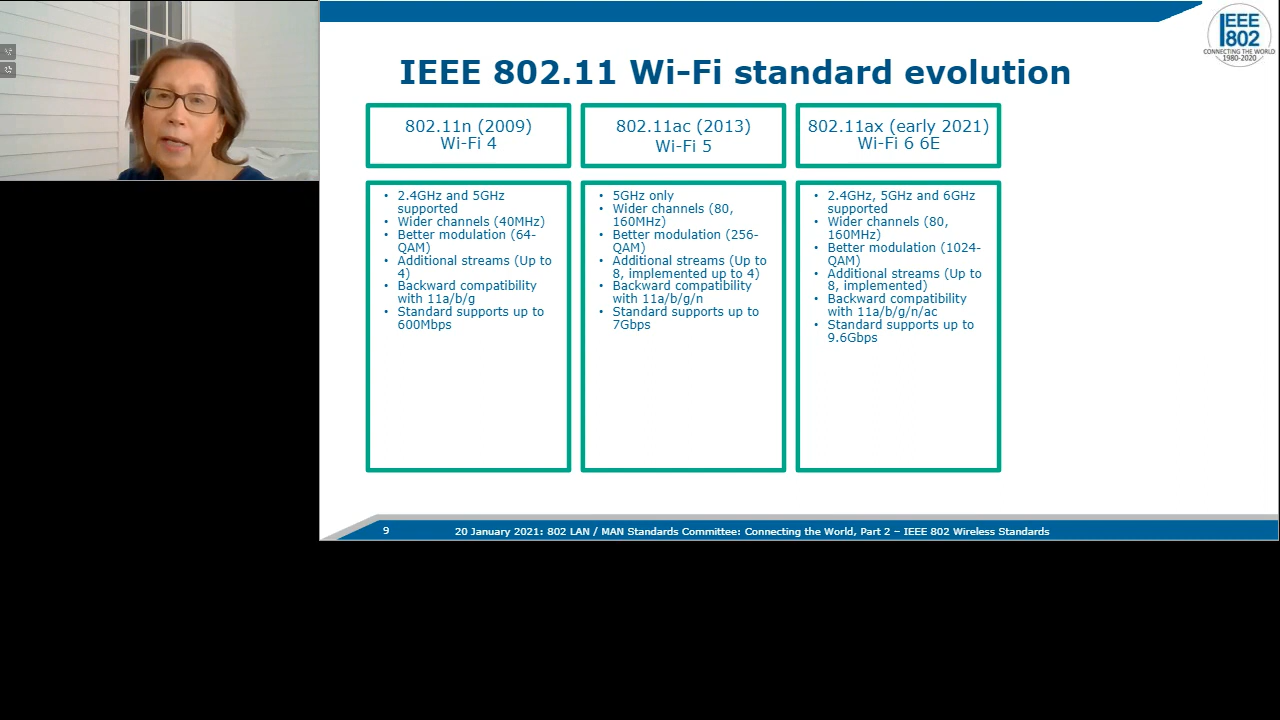 IEEE
802
CONNECTING THE WORLD
1980-2020
IEEE 802.11 Wi-Fi standard evolution
802.11n (2009)
Wi-Fi 4
• 2.4GHz and 5GHz
supported
• Wider channels (40MHz)
• Better modulation (64-
QAM)
• Additional streams (Up to
4)
• Backward compatibility
with 11a/b/g
• Standard supports up to
600Mbps
802.11ac (2013)
Wi-Fi 5
• 5GHz only
• Wider channels (80,
160MHz)
• Better modulation (256-
QAM)
• Additional streams (Up to
8, implemented up to 4)
• Backward compatibility
with 11a/b/g/n
• Standard supports up to
7Gbps
802.11ax (early 2021)
Wi-Fi 6 6E
• 2.4GHz, 5GHz and 6GHz
supported
• Wider channels (80,
160MHz)
• Better modulation (1024-
QAM)
• Additional streams (Up to
8, implemented)
• Backward compatibility
with 11a/b/g/n/ac
• Standard supports up to
9.6Gbps
9
20 January 2021: 802 LAN / MAN Standards Committee: Connecting the World, Part 2 – IEEE 802 Wireless Standards